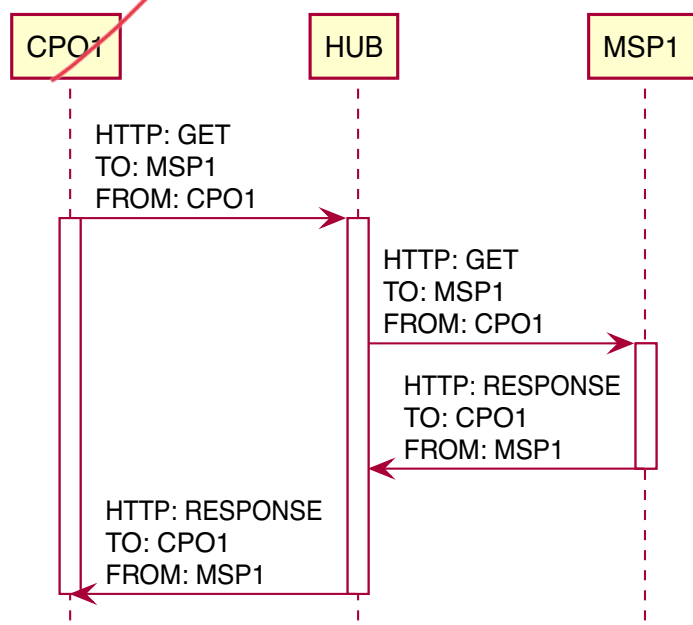 CPO1
HUB
MSP1
HTTP: GET
TO: MSP1
FROM: CPO1
HTTP: GET
TO: MSP1
FROM: CPO1
HTTP: RESPONSE
TO: CPO1
FROM: MSP1
HTTP: RESPONSE
TO: CPO1
FROM: MSP1